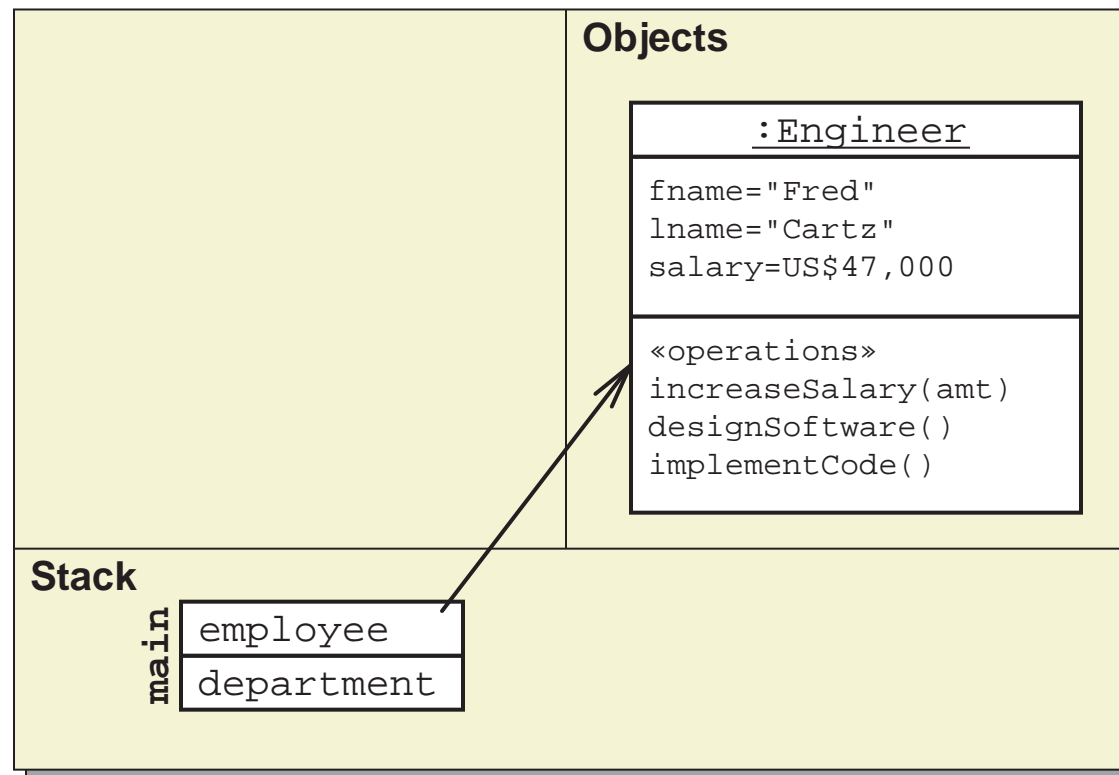 Objects
:Engineer
fname="Fred"
lname="Cartz"
salary=US$47,000
«operations»
increaseSalary(amt)
designSoftware()
implementCode()
Stack
main
employee
department